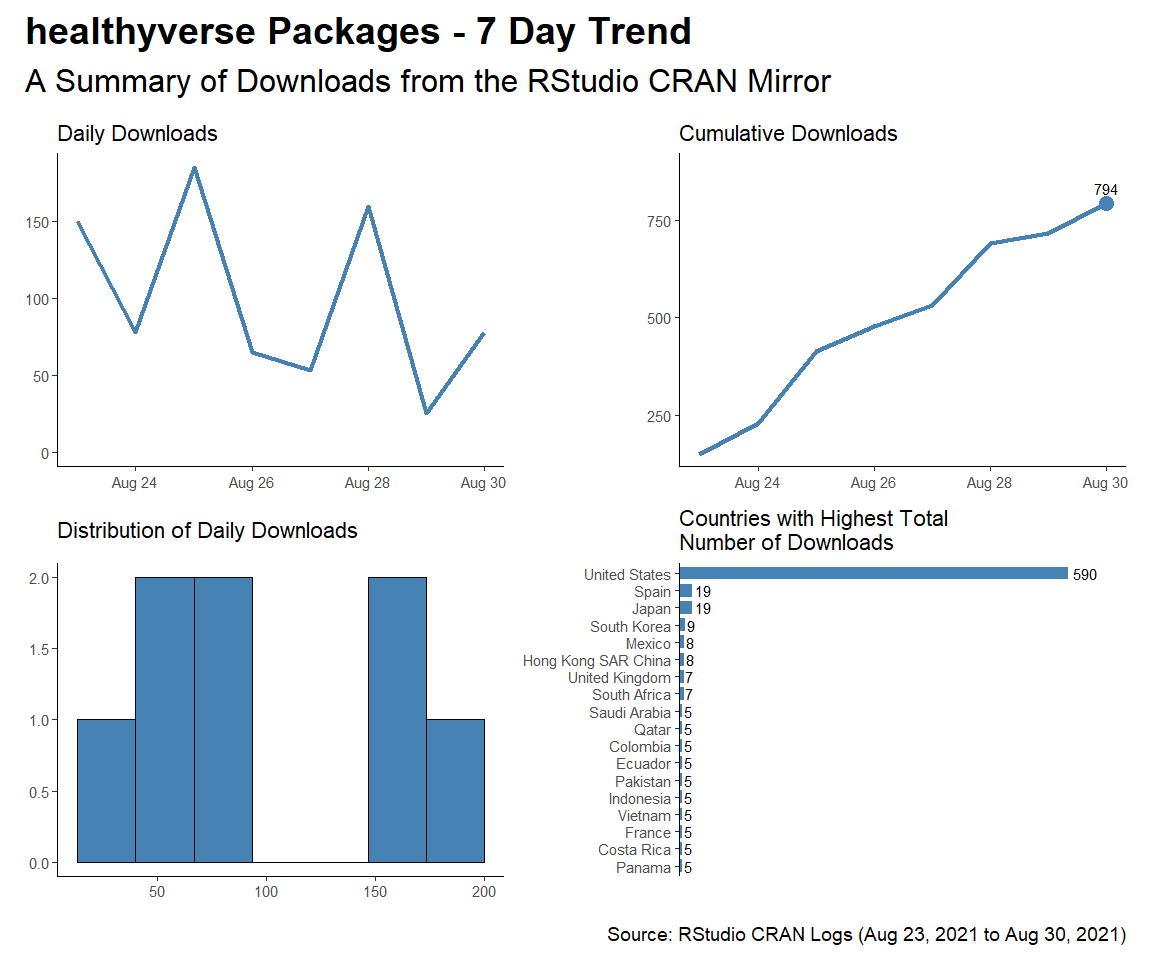 healthyverse Packages - 7 Day Trend
A Summary of Downloads from the RStudio CRAN Mirror
Daily Downloads
150
100
50
0
Aug 24 Aug 26 Aug 28 Aug 30
Cumulative Downloads
794
750
500
250
Aug 24 Aug 26 Aug 28 Aug 30
Distribution of Daily Downloads
2.0
1.5
1.0
0.5
0.0
50 100 150 200
Countries with Highest Total
Number of Downloads
United States 590
Spain 19
Japan 19
South Korea 9
Mexico 8
Hong Kong SAR China 8
United Kingdom 7
South Africa 7
Saudi Arabia 5
Qatar 5
Colombia 5
Ecuador 5
Pakistan 5
Indonesia 5
Vietnam 5
France 5
Costa Rica 5
Panama 5
Source: RStudio CRAN Logs (Aug 23, 2021 to Aug 30, 2021)